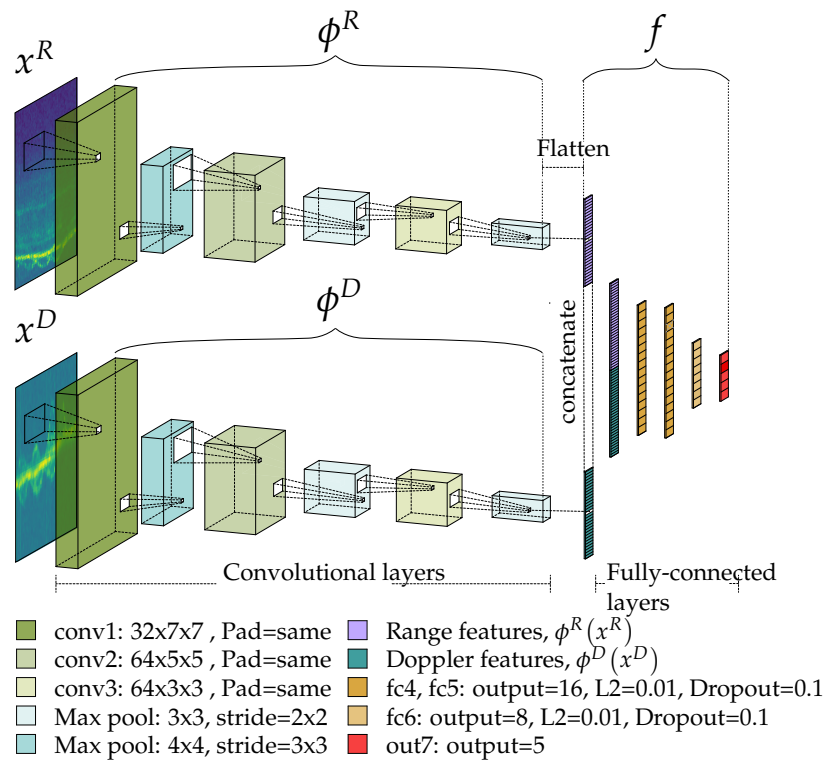 ϕ^R
f
x^R
Flatten
x^D
ϕ^D
concatenate
Convolutional layers
Fully-connected
layers
conv1: 32x7x7 , Pad=same
conv2: 64x5x5 , Pad=same
conv3: 64x3x3 , Pad=same
Max pool: 3x3, stride=2x2
Max pool: 4x4, stride=3x3
Range features, ϕ^R(x^R)
Doppler features, ϕ^D(x^D)
fc4, fc5: output=16, L2=0.01, Dropout=0.1
fc6: output=8, L2=0.01, Dropout=0.1
out7: output=5